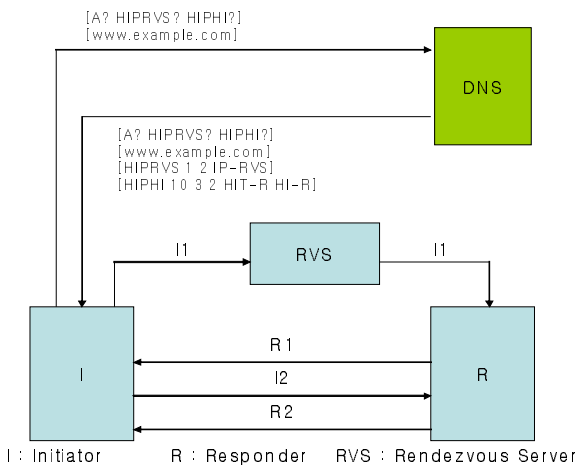 [A? HIPRVS? HIPHI?]
[www.example.com]
DNS
[A? HIPRVS? HIPHI?]
[www.example.com]
[HIPRVS 1 2 IP-RVS]
[HIPHI 10 3 2 HIT-R HI-R]
I1
RVS
I1
I
R1
I2
R2
R
I : Initiator R : Responder RVS : Rendezvous Server